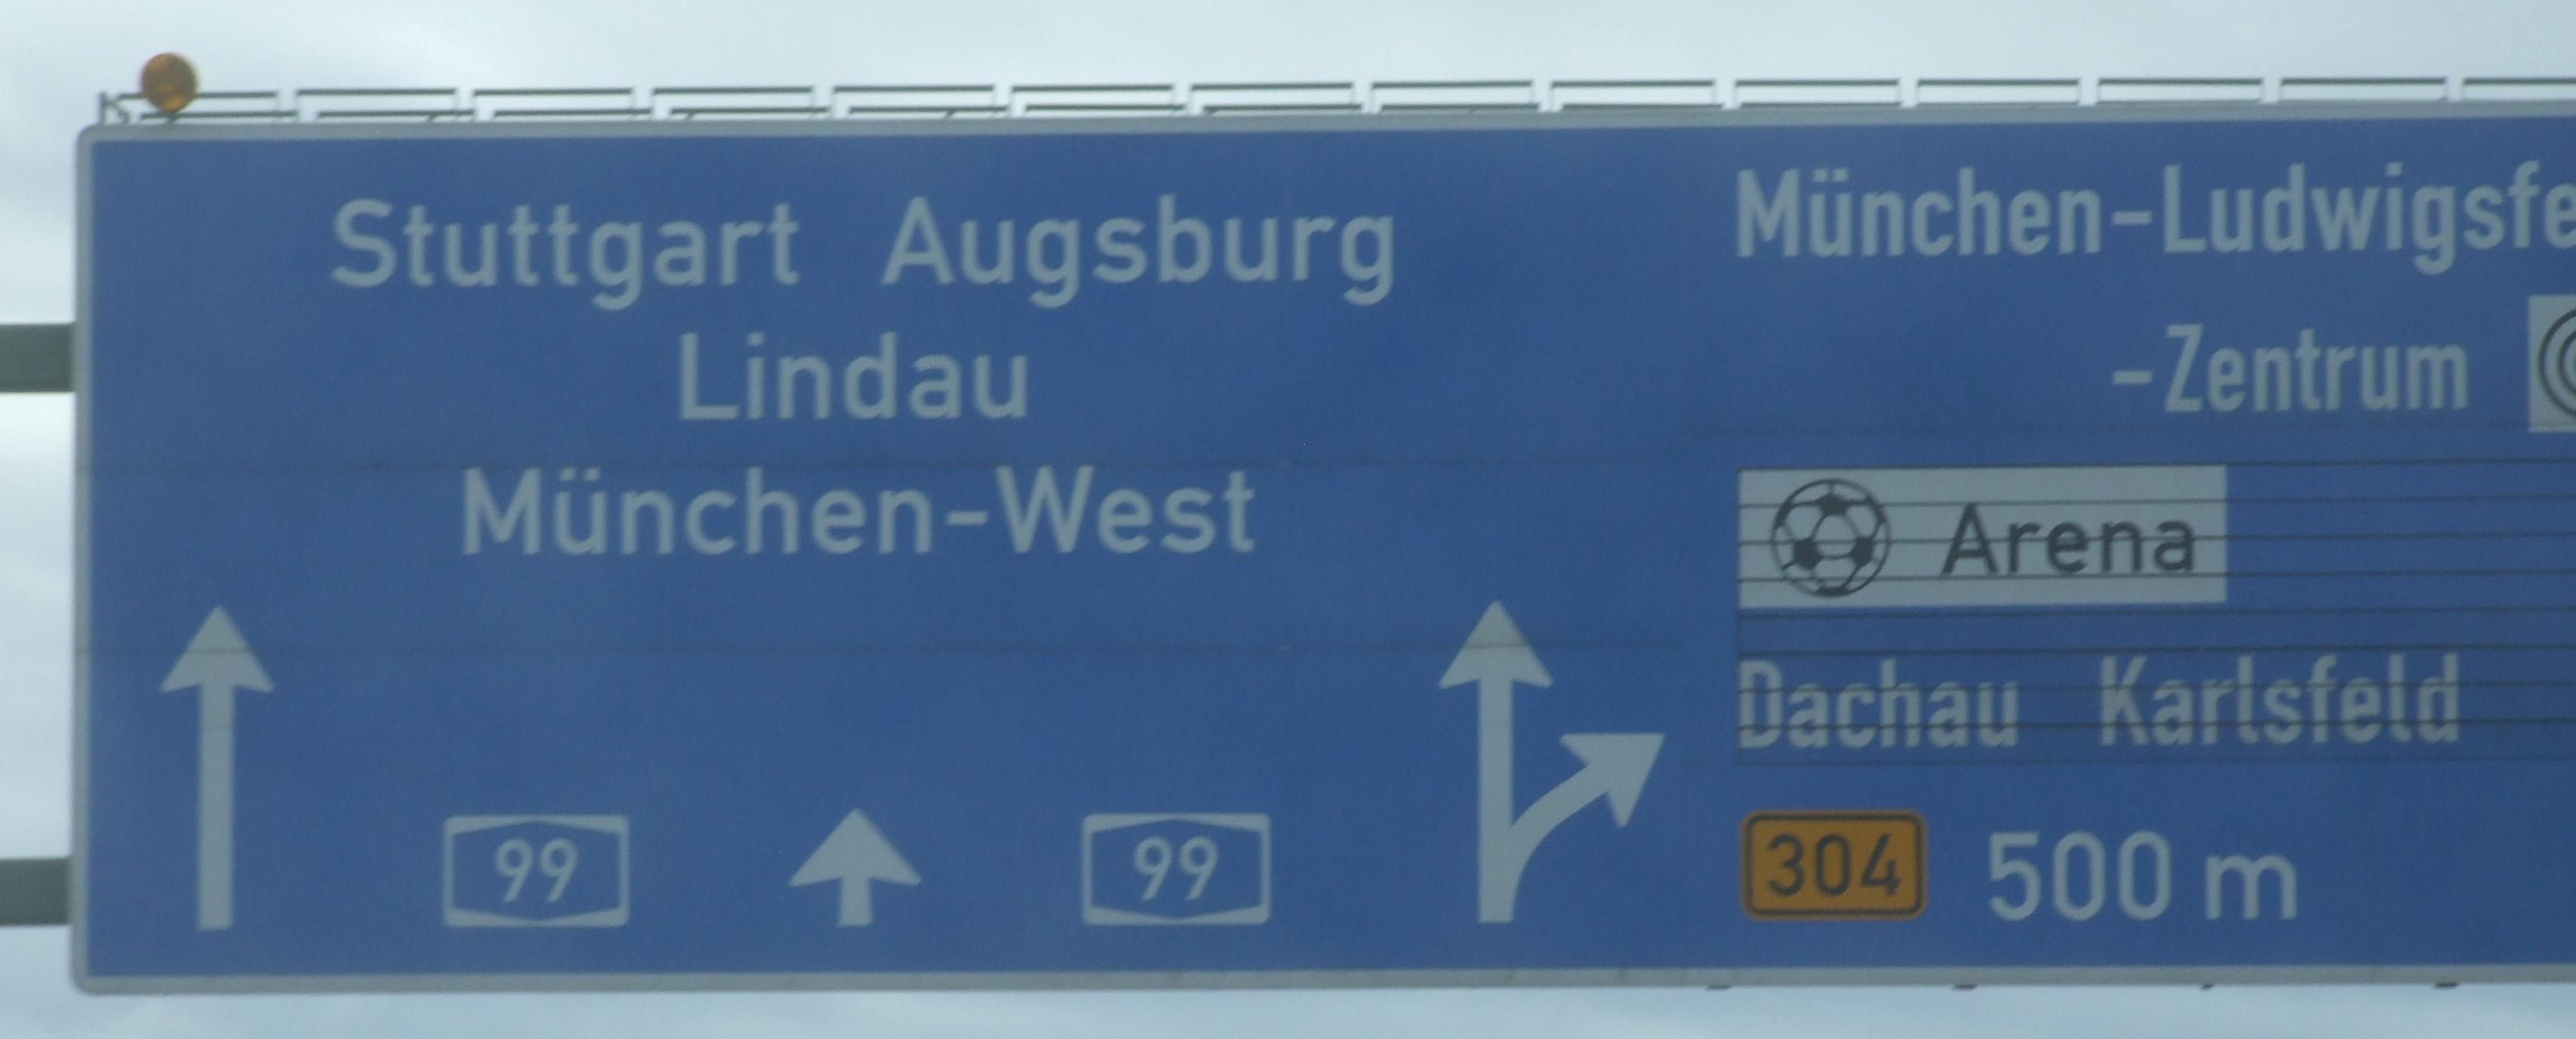 Stuttgart Augsburg
Lindau
München-West
99
99
München-Ludwigsfe
-Zentrum
Arena
Dachau Karlsfeld
304 500 m